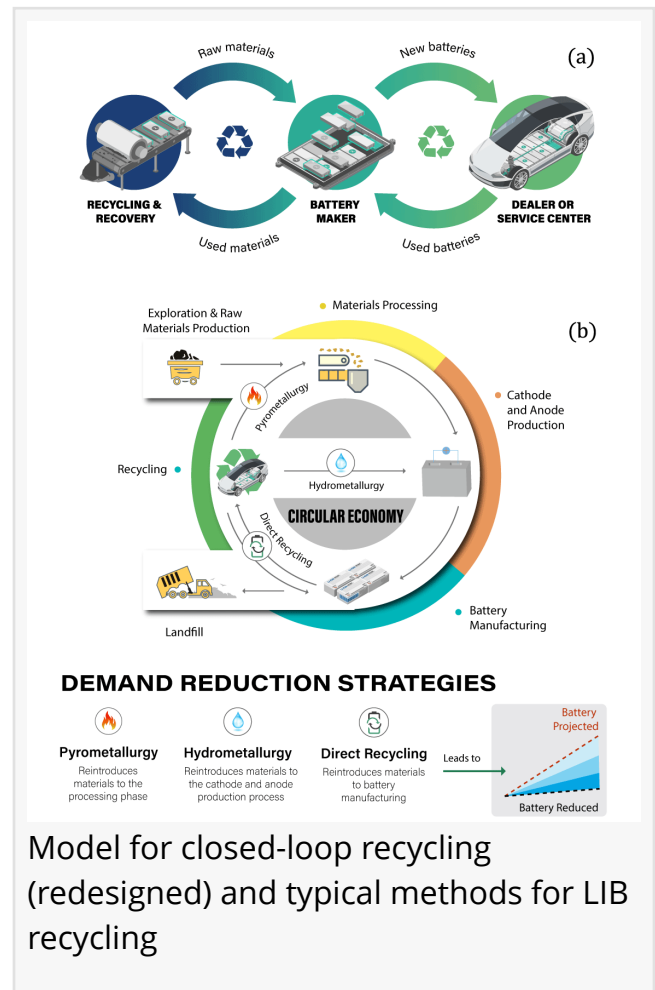 Raw materials
New batteries
(a)
RECYCLING &
RECOVERY
BATTERY
MAKER
DEALER OR
SERVICE CENTER
Used materials
Used batteries
Exploration & Raw
Materials Production
Materials Processing
(b)
Pyrometallurgy
Cathode
and Anode
Production
Recycling
Hydrometallurgy
CIRCULAR ECONOMY
Direct Recycling
Landfill
Battery
Manufacturing
DEMAND REDUCTION STRATEGIES
Pyrometallurgy
Reintroduces
materials to the
processing phase
Hydrometallurgy
Reintroduces materials to
the cathode and anode
production process
Direct Recycling
Reintroduces materials
to battery
manufacturing
Leads to
Battery
Projected
Battery Reduced
Model for closed-loop recycling
(redesigned) and typical methods for LIB
recycling